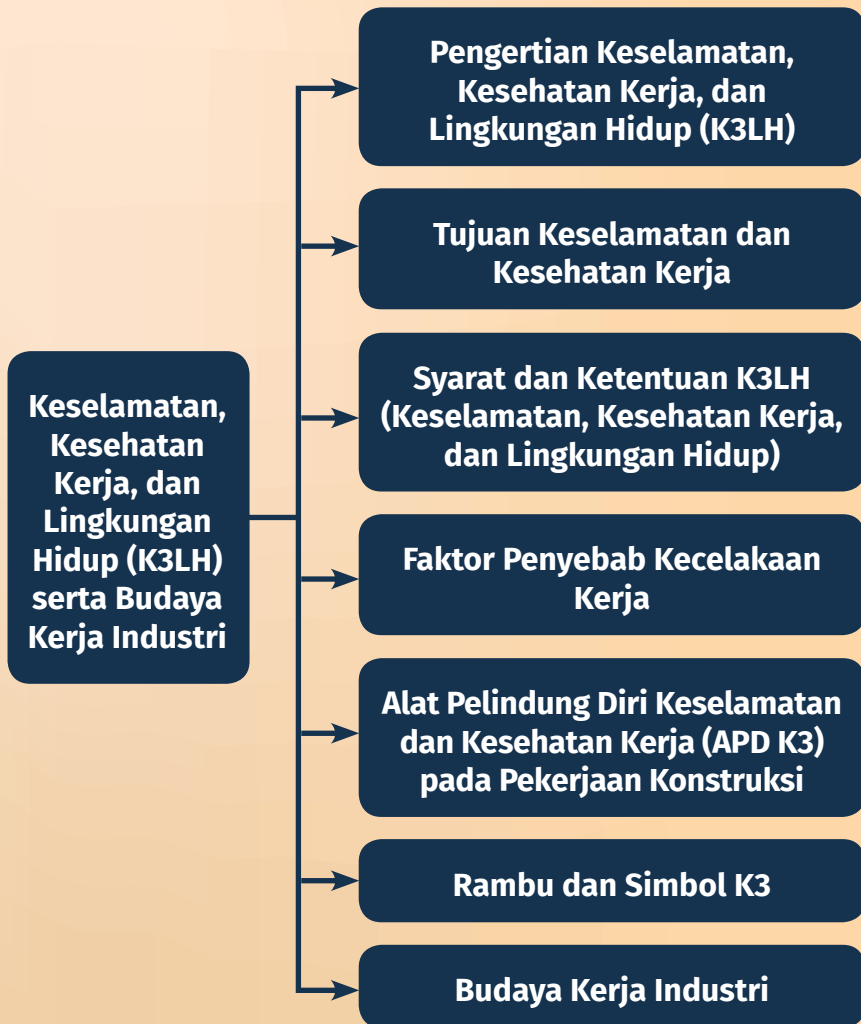 Keselamatan,
Kesehatan
Kerja, dan
Lingkungan
Hidup (K3LH)
serta Budaya
Kerja Industri
Pengertian Keselamatan,
Kesehatan Kerja, dan
Lingkungan Hidup (K3LH)
Tujuan Keselamatan dan
Kesehatan Kerja
Syarat dan Ketentuan K3LH
(Keselamatan, Kesehatan Kerja,
dan Lingkungan Hidup)
Faktor Penyebab Kecelakaan
Kerja
Alat Pelindung Diri Keselamatan
dan Kesehatan Kerja (APD K3)
pada Pekerjaan Konstruksi
Rambu dan Simbol K3
Budaya Kerja Industri